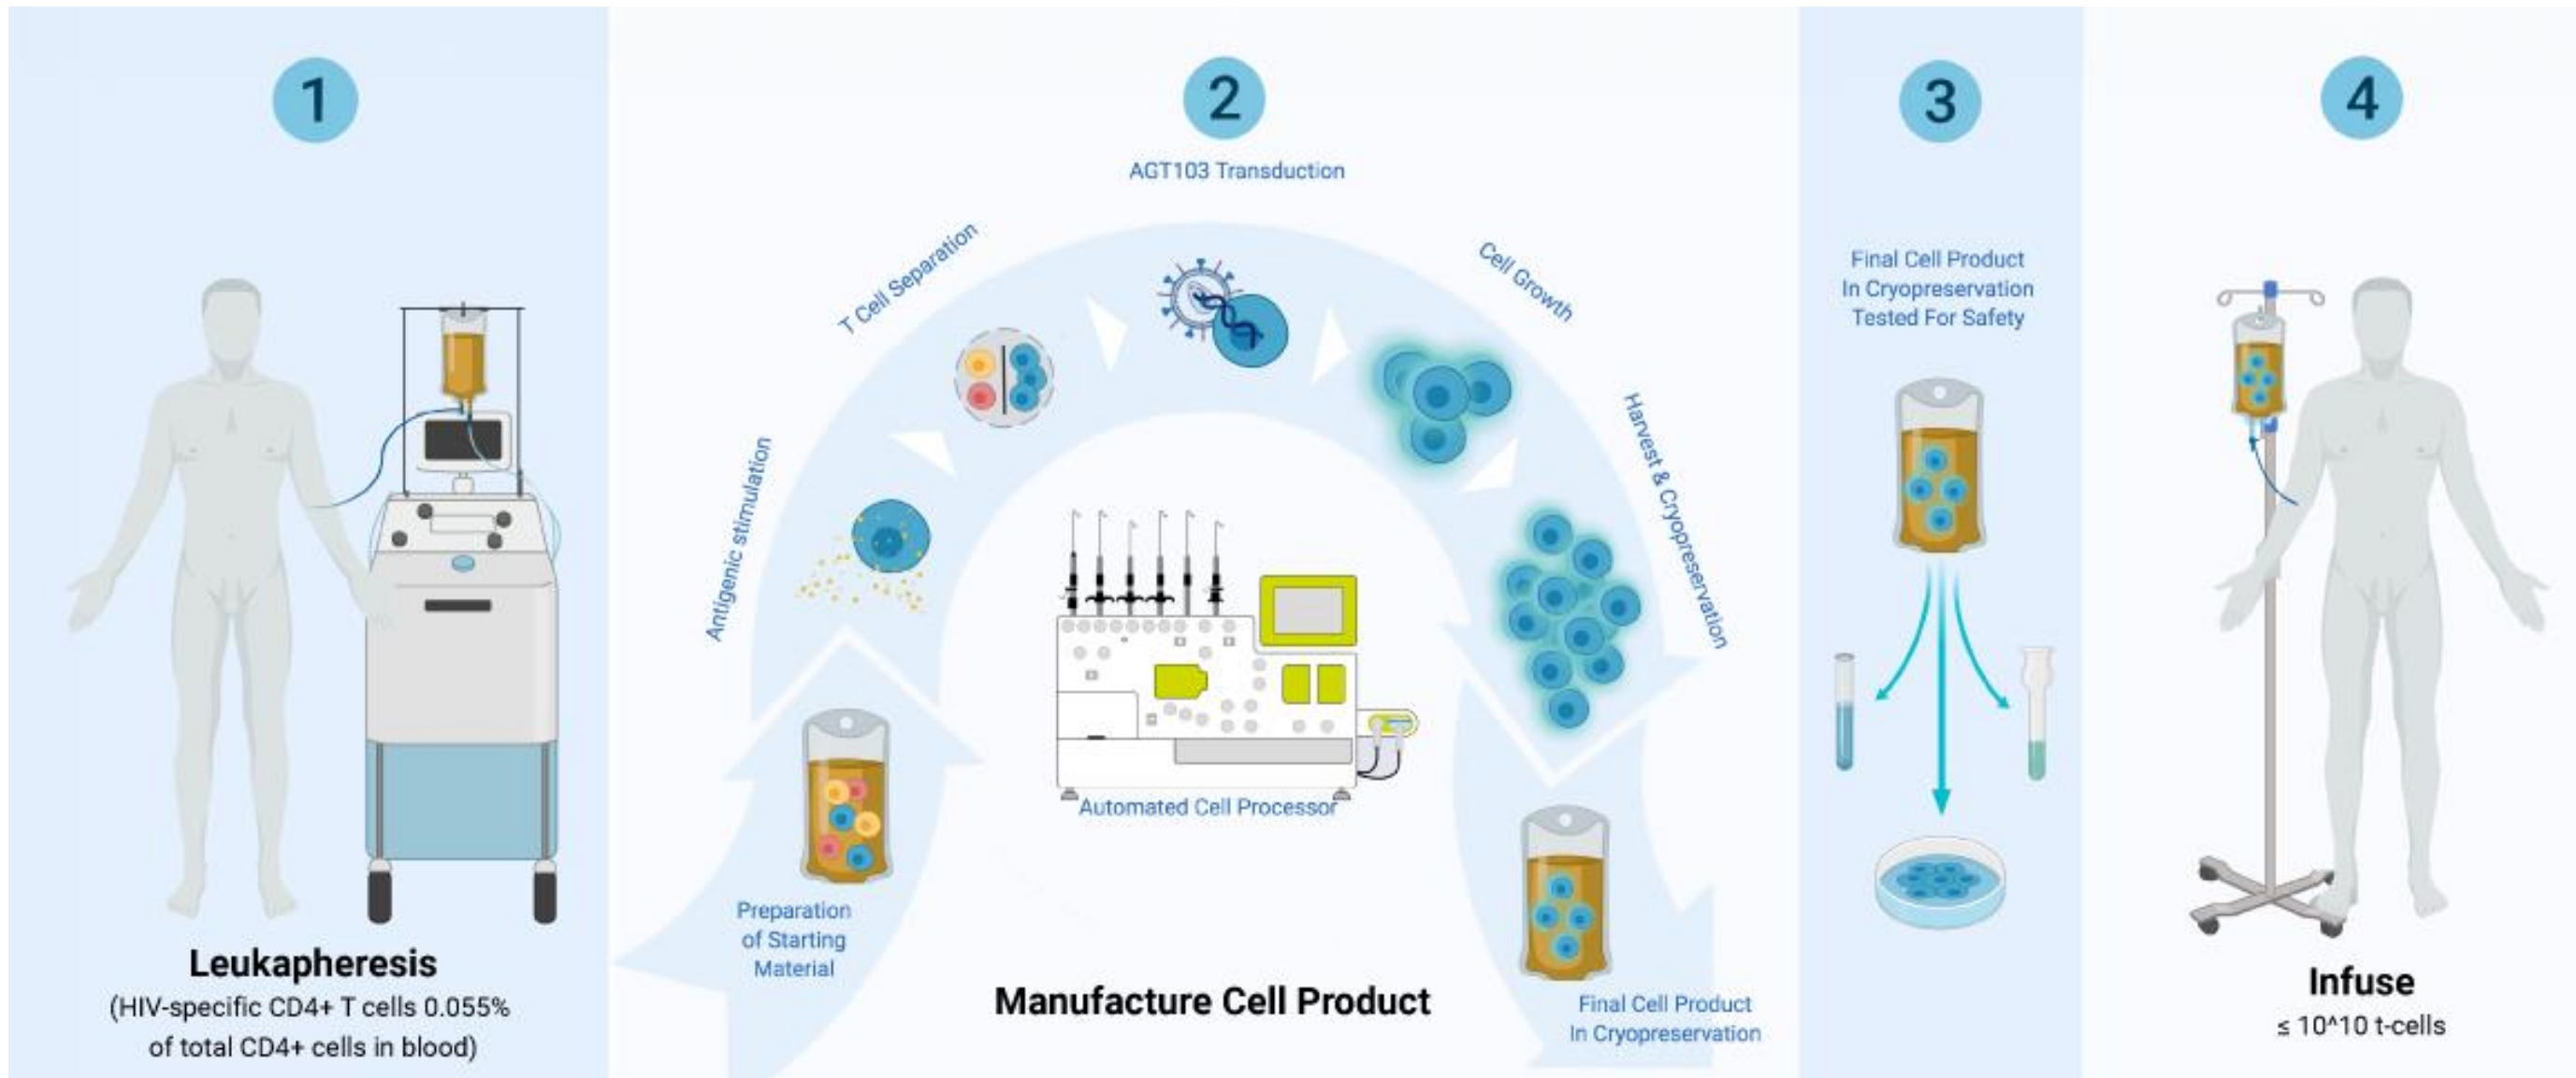 1
Leukapheresis
(HIV-specific CD4+ T cells 0.055%
of total CD4+ cells in blood)
2
AGT103 Transduction
T Cell Separation
Cell Growth
Antigenic stimulation
Harvest & Cryopreservation
Automated Cell Processor
Preparation
of Starting
Material
Manufacture Cell Product
Final Cell Product
In Cryopreservation
3
Final Cell Product
In Cryopreservation
Tested For Safety
4
Infuse
≤ 10^10 t-cells